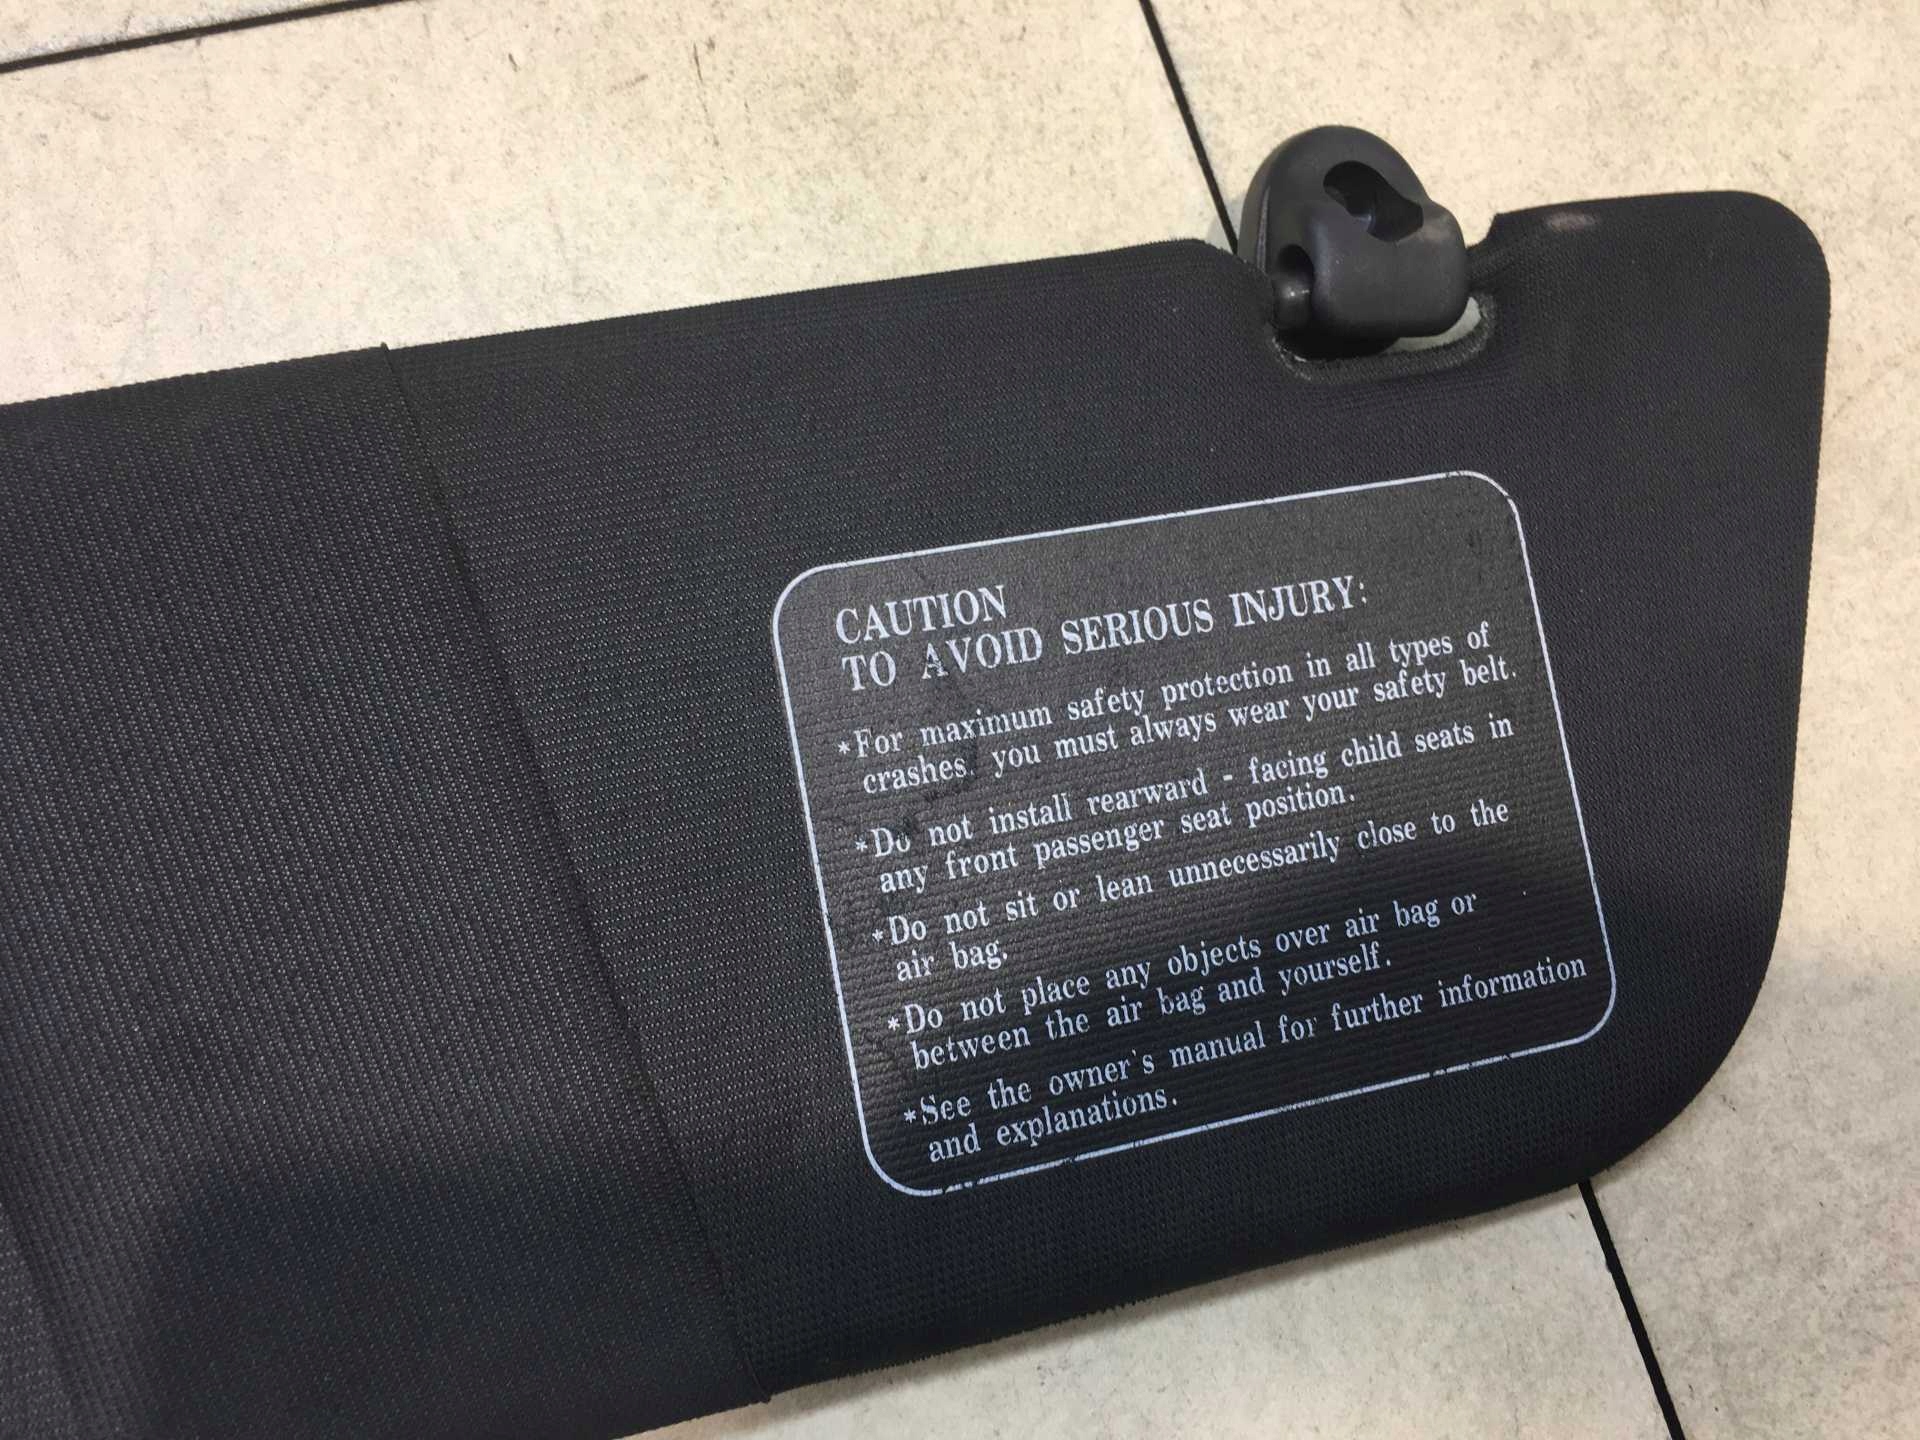 CAUTION
TO AVOID SERIOUS INJURY:
*For maximum safety protection in all types of
crashes, you must always wear your safety belt.
*Do not install rearward - facing child seats in
any front passenger seat position.
*Do not sit or lean unnecessarily close to the
air bag.
*Do not place any objects over air bag or
between the air bag and yourself.
*See the owner's manual for further information
and explanations.